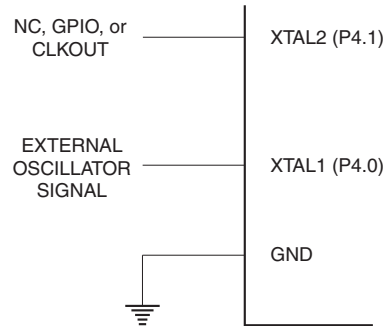 NC, GPIO, or
CLKOUT
XTAL2 (P4.1)
EXTERNAL
OSCILLATOR
SIGNAL
XTAL1 (P4.0)
GND